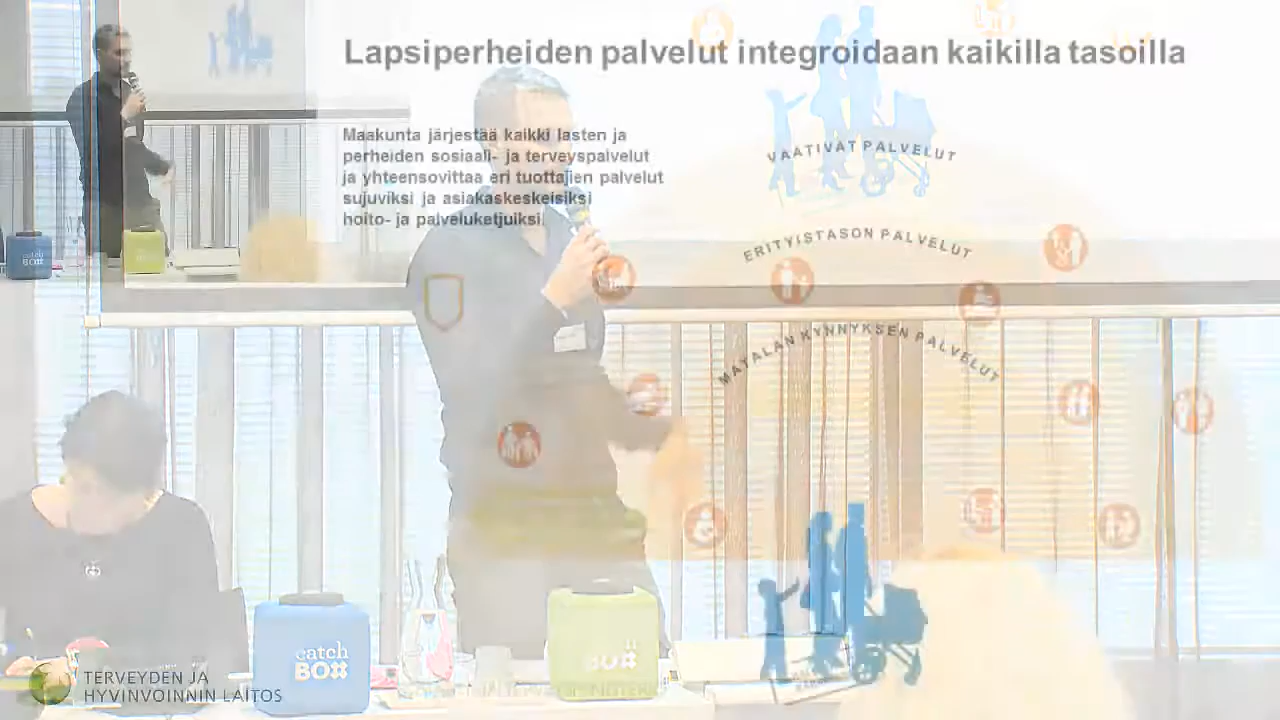 Lapsiperheiden palvelut integroidaan kaikilla tasoilla
Maakunta järjestää kaikki lasten ja
perheiden sosiaali- ja terveyspalvelut
ja yhteensovittaa eri tuottajien palvelut
sujuviksi ja asiakaskeskeisiksi
hoito- ja palveluketjuiksi.
VAATIVAT PALVELUT
ERITYISTASON PALVELUT
MATALAN KYNNYKSEN PALVELUT
catch
BOX
catch
BOX
BOX
TERVEYDEN JA
HYVINVOINNIN LAITOS